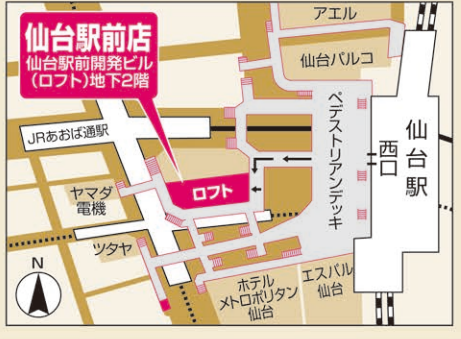 仙台駅前店
仙台駅前開発ビル
(ロフト)地下2階
アエル
仙台パルコ
JRあおば通駅
ペデストリアンデッキ
西口
仙台駅
ロフト
ヤマダ
電機
ツタヤ
N
ホテル
メトロポリタン
仙台
エスパル
仙台